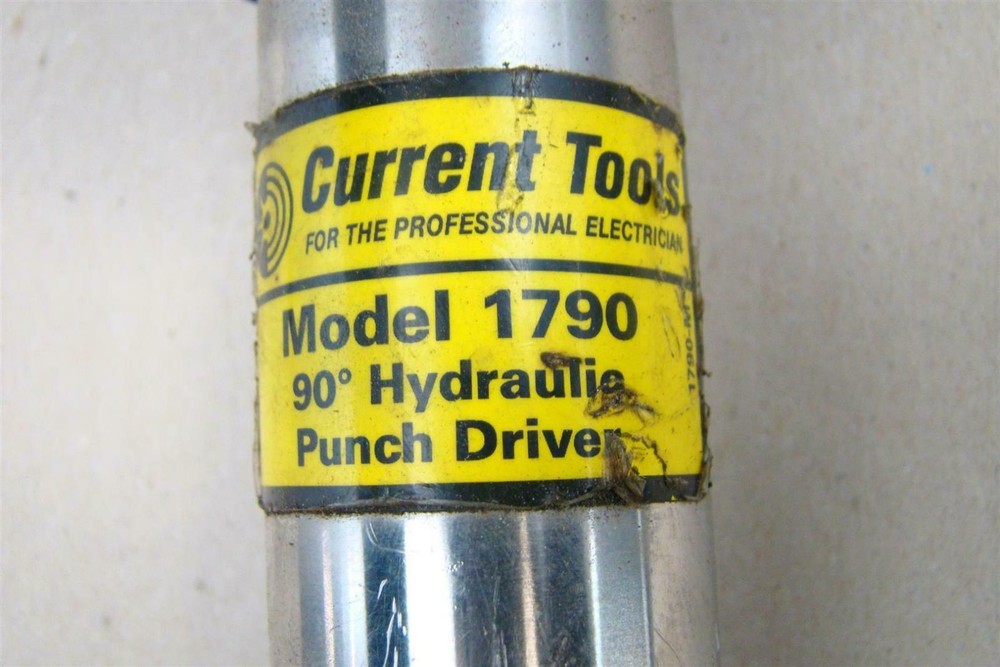 Current Tools
FOR THE PROFESSIONAL ELECTRICIAN
Model 1790
90° Hydraulic
Punch Driver